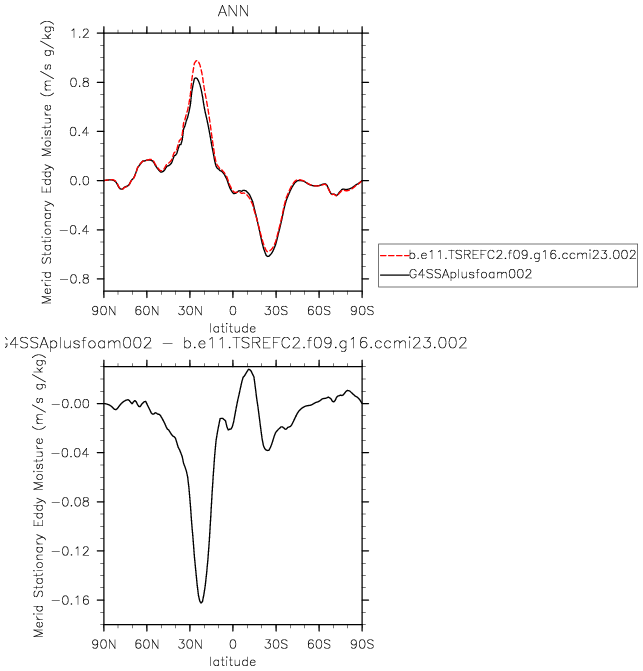 ANN
Merid Stationary Eddy Moisture (m/s g/kg)
1.2
0.8
0.4
0.0
−0.4
−0.8
90N 60N 30N 0 30S 60S 90S
latitude
b.e11.TSREFC2.f09.g16.ccmi23.002
G4SSAplusfoam002
G4SSAplusfoam002 − b.e11.TSREFC2.f09.g16.ccmi23.002
Merid Stationary Eddy Moisture (m/s g/kg)
−0.00
−0.04
−0.08
−0.12
−0.16
90N 60N 30N 0 30S 60S 90S
latitude